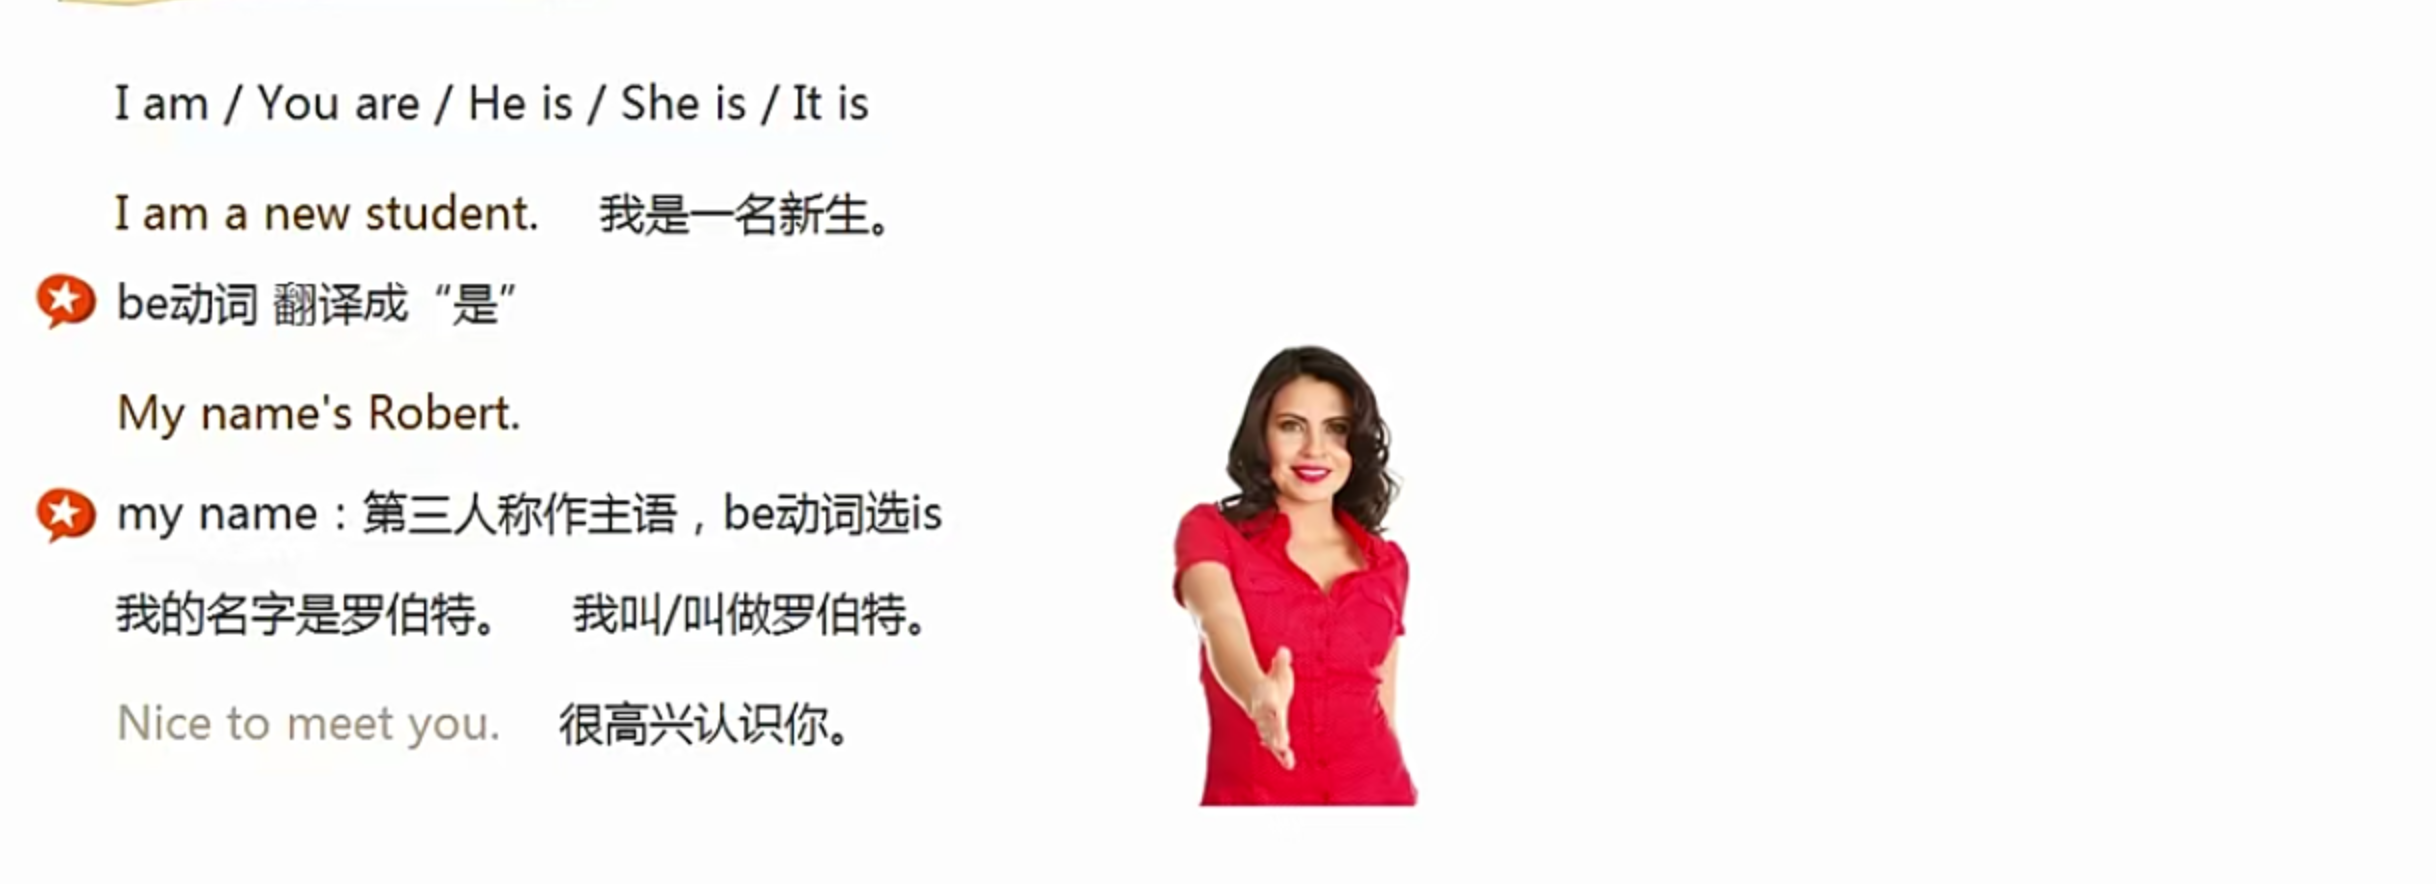 I am / You are / He is / She is / It is
I am a new student. 我是一名新生。
be动词 翻译成“是”
My name's Robert.
my name：第三人称作主语，be动词选is
我的名字是罗伯特。 我叫/叫做罗伯特。
Nice to meet you. 很高兴认识你。